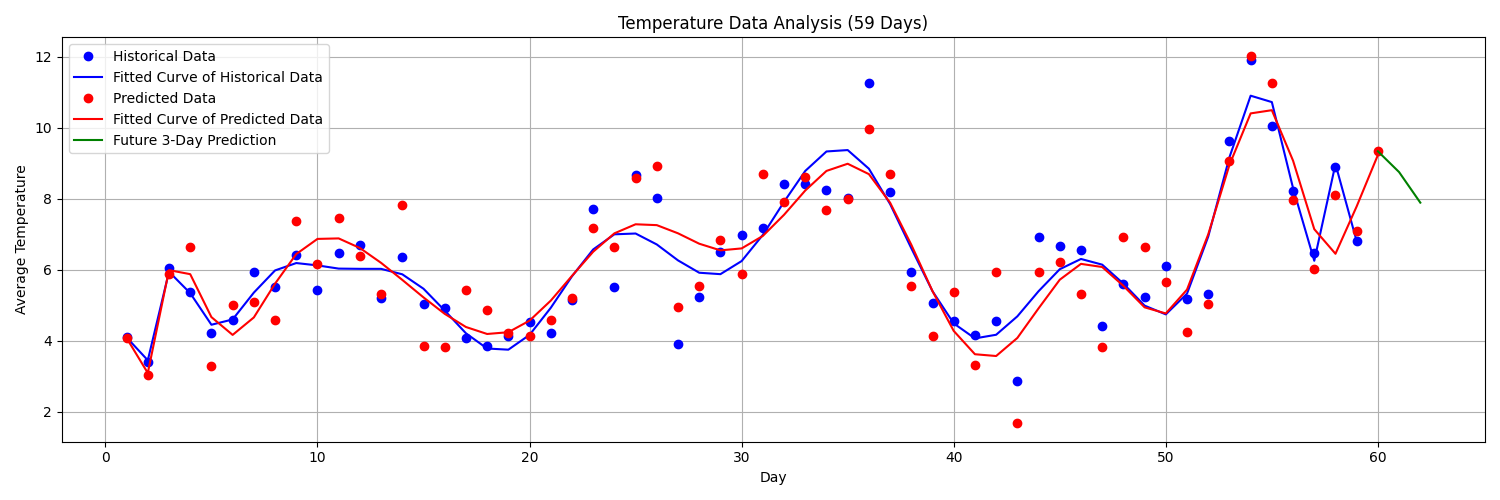 Temperature Data Analysis (59 Days)
Historical Data
Fitted Curve of Historical Data
Predicted Data
Fitted Curve of Predicted Data
Future 3-Day Prediction
Average Temperature
12
10
8
6
4
2
0 10 20 30 40 50 60
Day